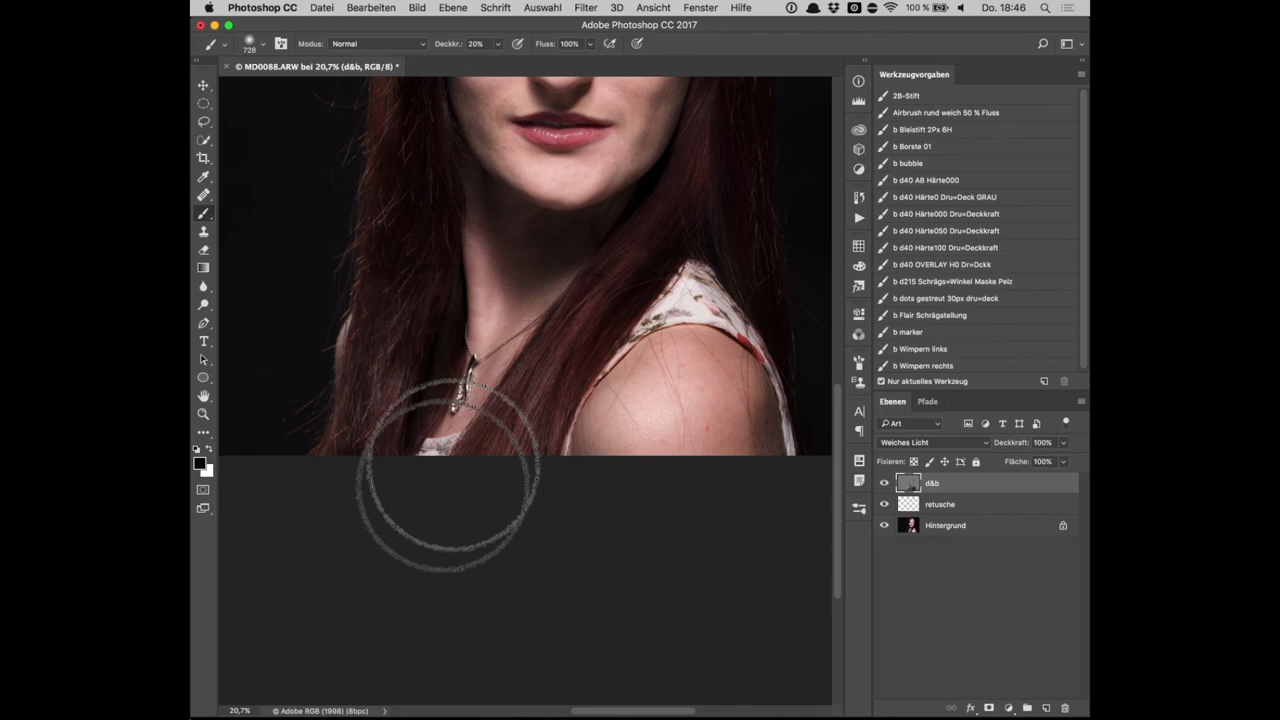 Photoshop CC Datei Bearbeiten Bild Ebene Schrift Auswahl Filter 3D Ansicht Fenster Hilfe 100 % Do. 18:46
Adobe Photoshop CC 2017
728 Modus: Normal Deckkr.: 20% Fluss: 100%
© MD0088.ARW bei 20,7% (d&b, RGB/8) *
Werkzeugvorgaben
2B-Stift
Airbrush rund weich 50 % Fluss
b Bleistift 2Px 6H
b Borste 01
b bubble
b d40 AB Härte000
b d40 Härte0 Dru=Deck GRAU
b d40 Härte000 Dru=Deckkraft
b d40 Härte050 Dru=Deckkraft
b d40 Härte100 Dru=Deckkraft
b d40 OVERLAY H0 Dr=Dckk
b d215 Schrägs=Winkel Maske Pelz
b dots gestreut 30px dru=deck
b Flair Schrägstellung
b marker
b Wimpern links
b Wimpern rechts
Nur aktuelles Werkzeug
Ebenen Pfade
Art
Weiches Licht Deckkraft: 100%
Fixieren: Fläche: 100%
d&b
retusche
Hintergrund
20,7% © Adobe RGB (1998) (8bpc)